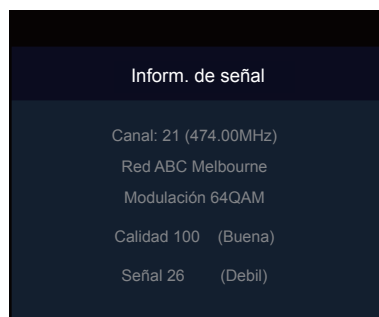 Inform. de señal
Canal: 21 (474.00MHz)
Red ABC Melbourne
Modulación 64QAM
Calidad 100 (Buena)
Señal 26 (Debil)